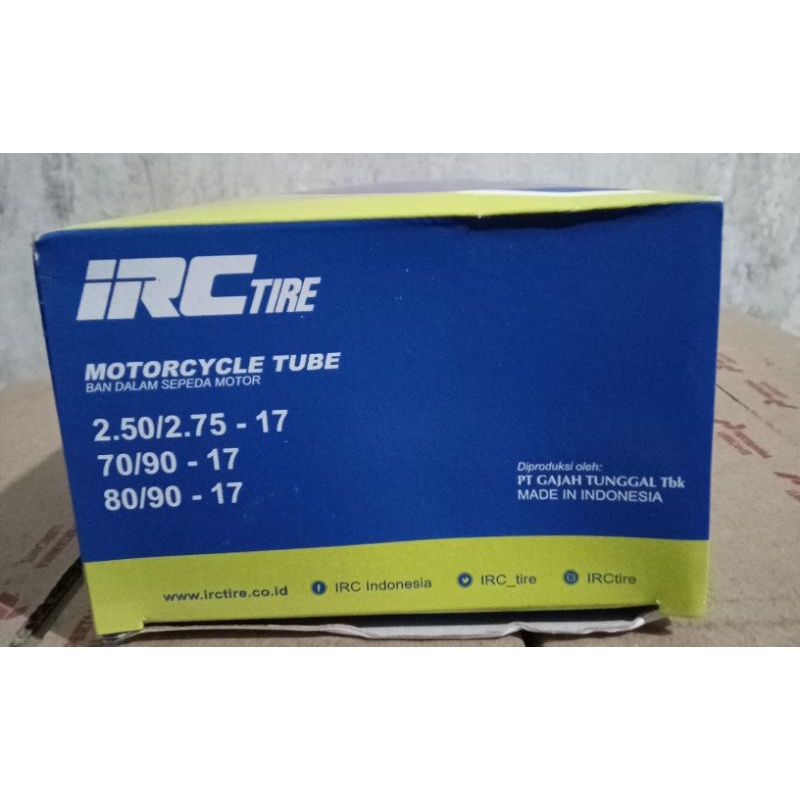 iRC TIRE
MOTORCYCLE TUBE
BAN DALAM SEPEDA MOTOR
2.50/2.75 - 17
70/90 - 17
80/90 - 17
Diproduksi oleh:
PT GAJAH TUNGGAL Tbk
MADE IN INDONESIA
www.irctire.co.id IRC Indonesia IRC_tire IRCtire